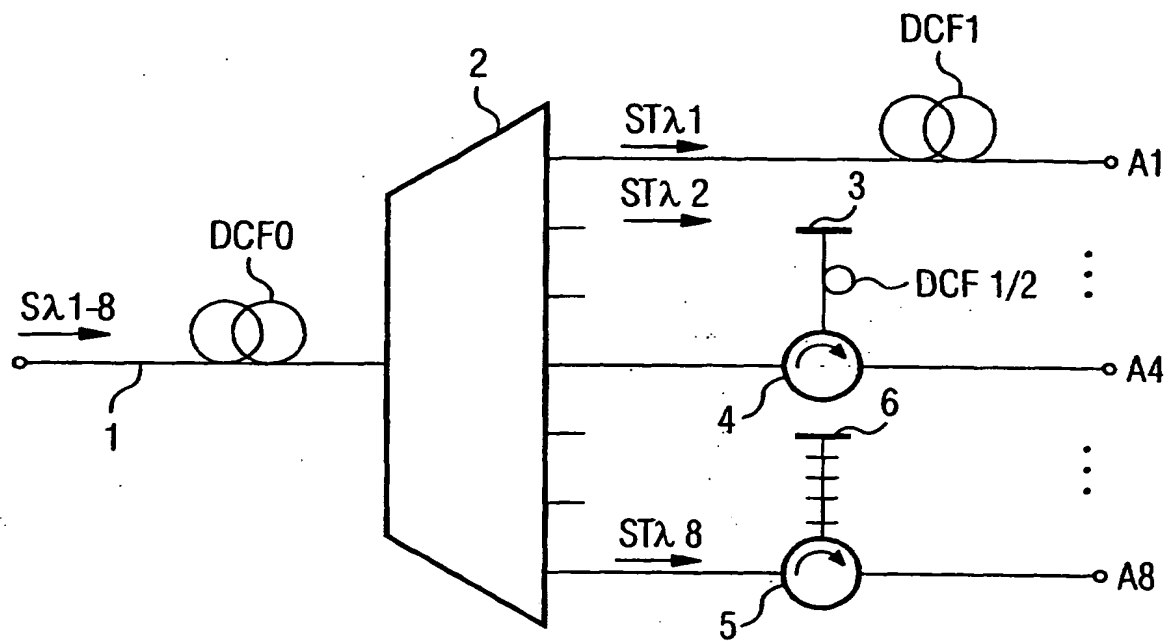 DCF1
2
STλ1
A1
STλ 2
3
DCF0
DCF 1/2
Sλ1-8
4
A4
1
6
STλ 8
5
A8